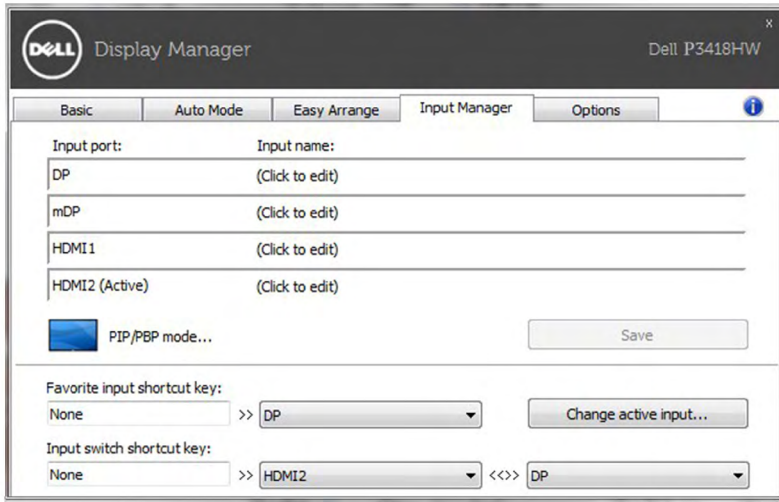 DELL Display Manager Dell P3418HW x
Basic Auto Mode Easy Arrange Input Manager Options i
Input port: Input name:
DP (Click to edit)
mDP (Click to edit)
HDMI1 (Click to edit)
HDMI2 (Active) (Click to edit)
PIP/PBP mode... Save
Favorite input shortcut key:
None >> DP Change active input...
Input switch shortcut key:
None >> HDMI2 <<>> DP